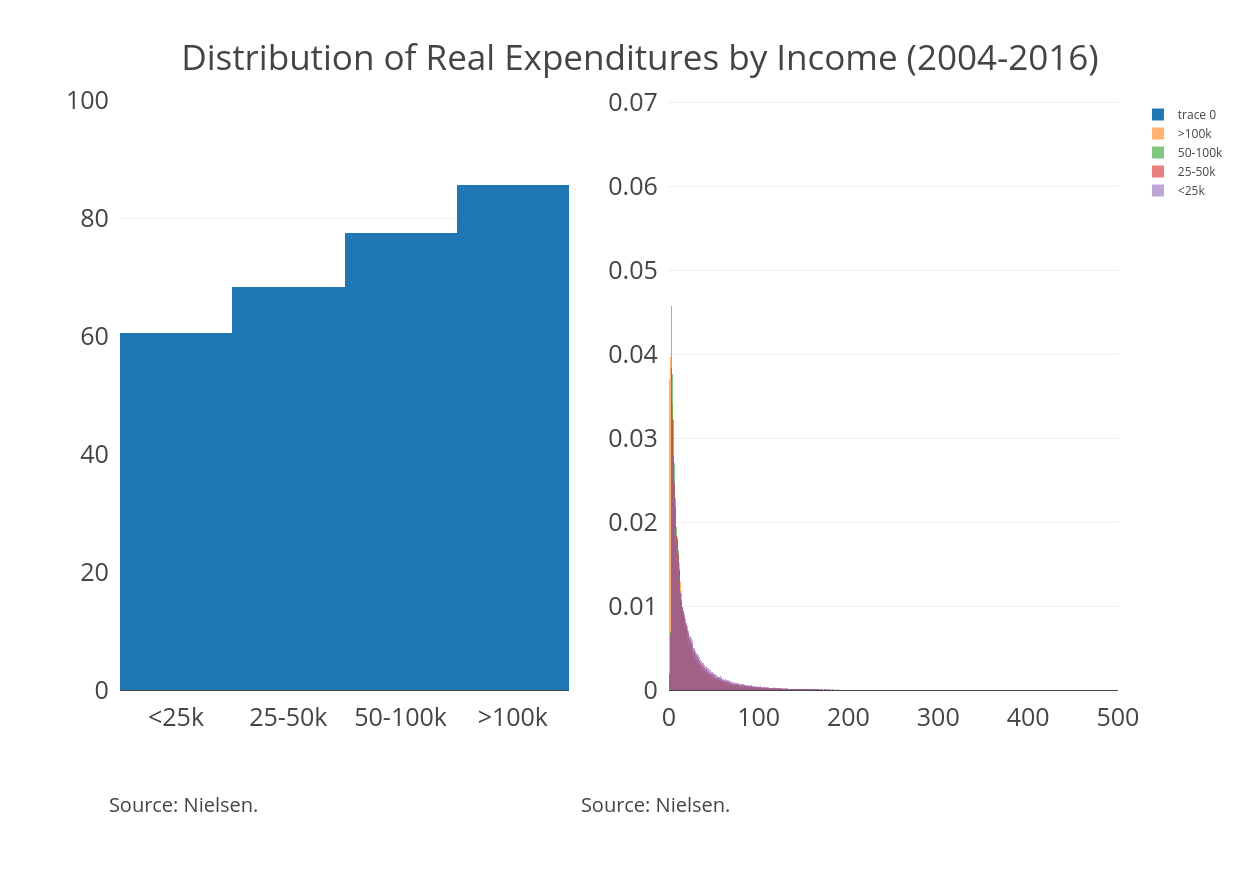 Distribution of Real Expenditures by Income (2004-2016)
100
80
60
40
20
0
<25k
25-50k
50-100k
>100k
0.07
0.06
0.05
0.04
0.03
0.02
0.01
0
0
100
200
300
400
500
trace 0
>100k
50-100k
25-50k
<25k
Source: Nielsen.
Source: Nielsen.